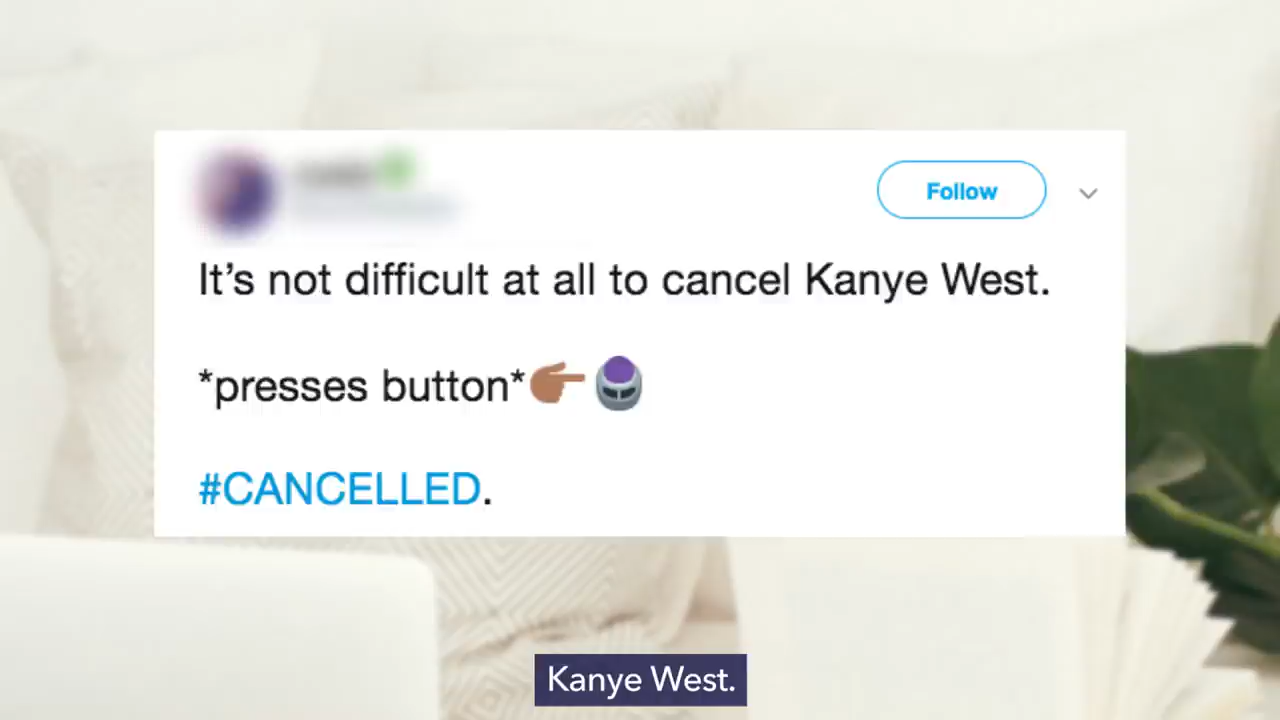 Follow
It’s not difficult at all to cancel Kanye West.
*presses button*👉🏾🖲
#CANCELLED.
Kanye West.